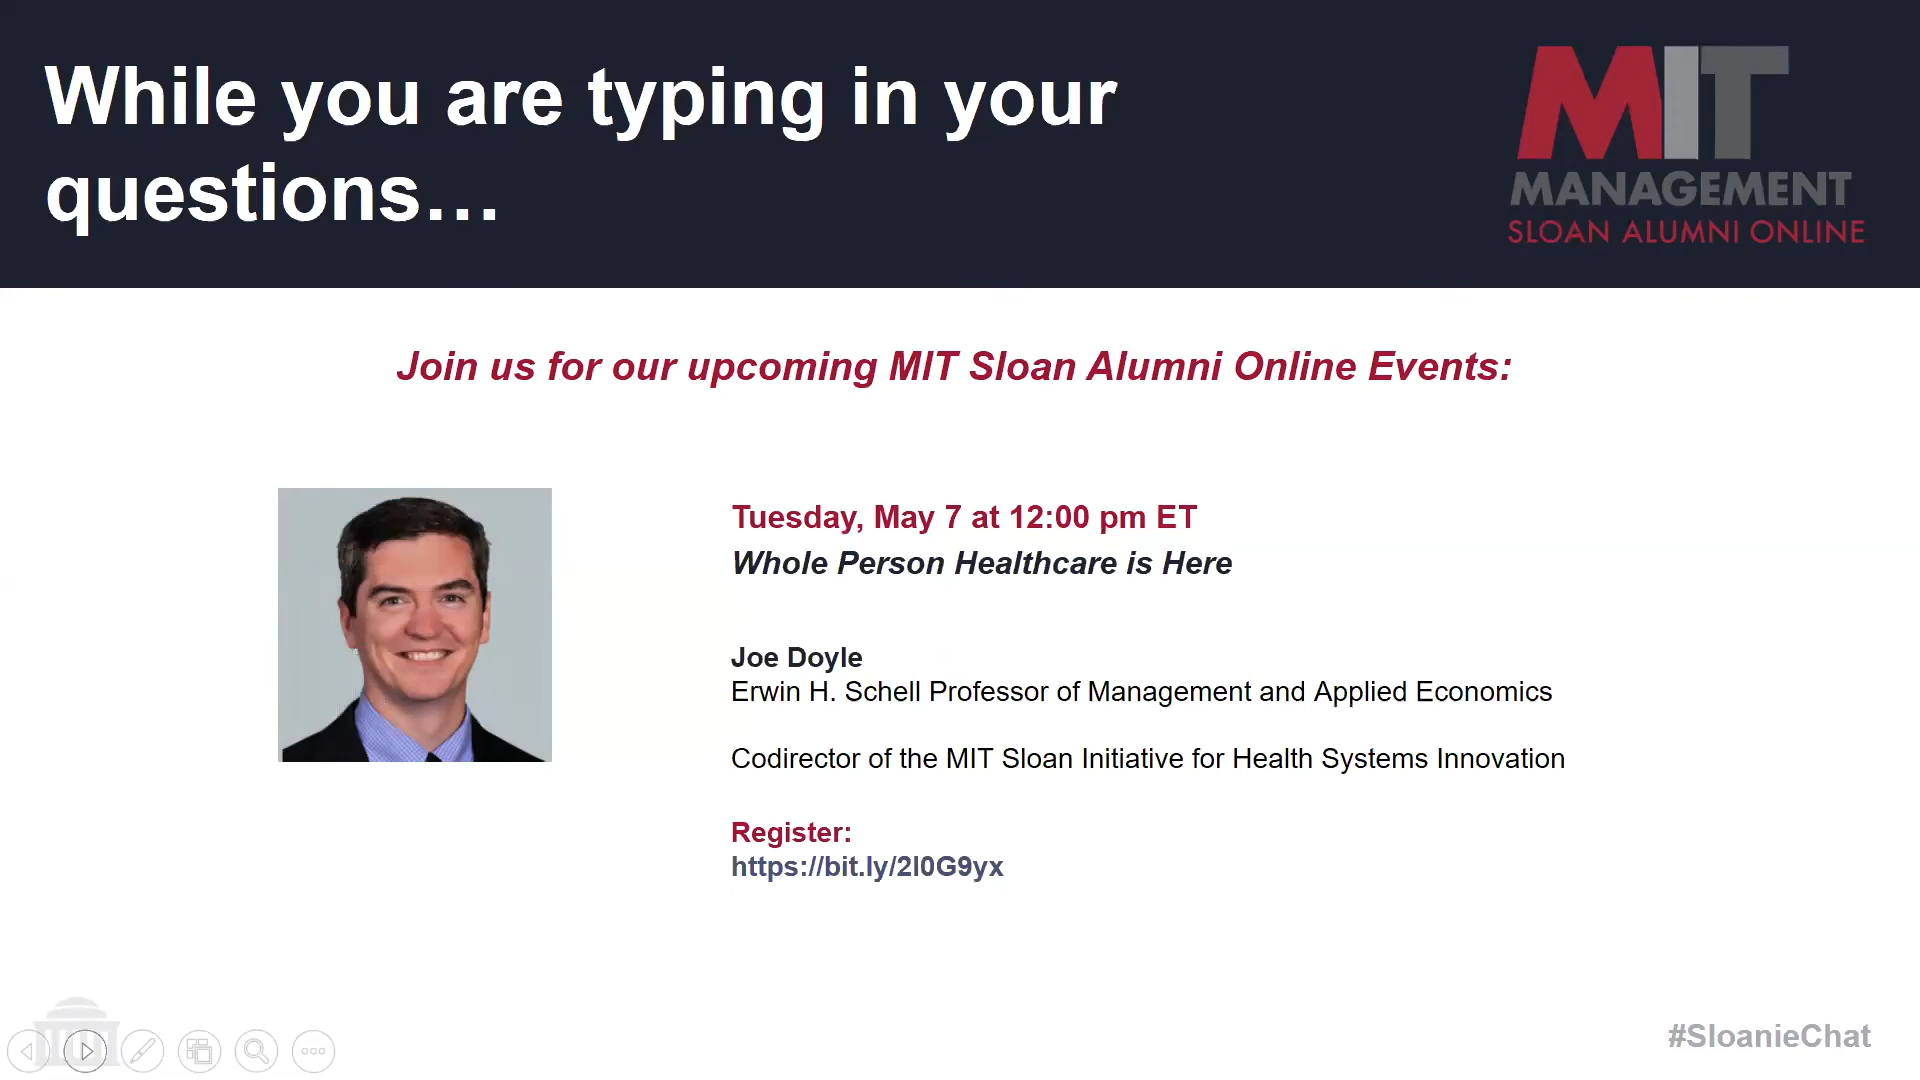 While you are typing in your
questions…
MIT
MANAGEMENT
SLOAN ALUMNI ONLINE
Join us for our upcoming MIT Sloan Alumni Online Events:
Tuesday, May 7 at 12:00 pm ET
Whole Person Healthcare is Here
Joe Doyle
Erwin H. Schell Professor of Management and Applied Economics
Codirector of the MIT Sloan Initiative for Health Systems Innovation
Register:
https://bit.ly/2I0G9yx
#SloanieChat